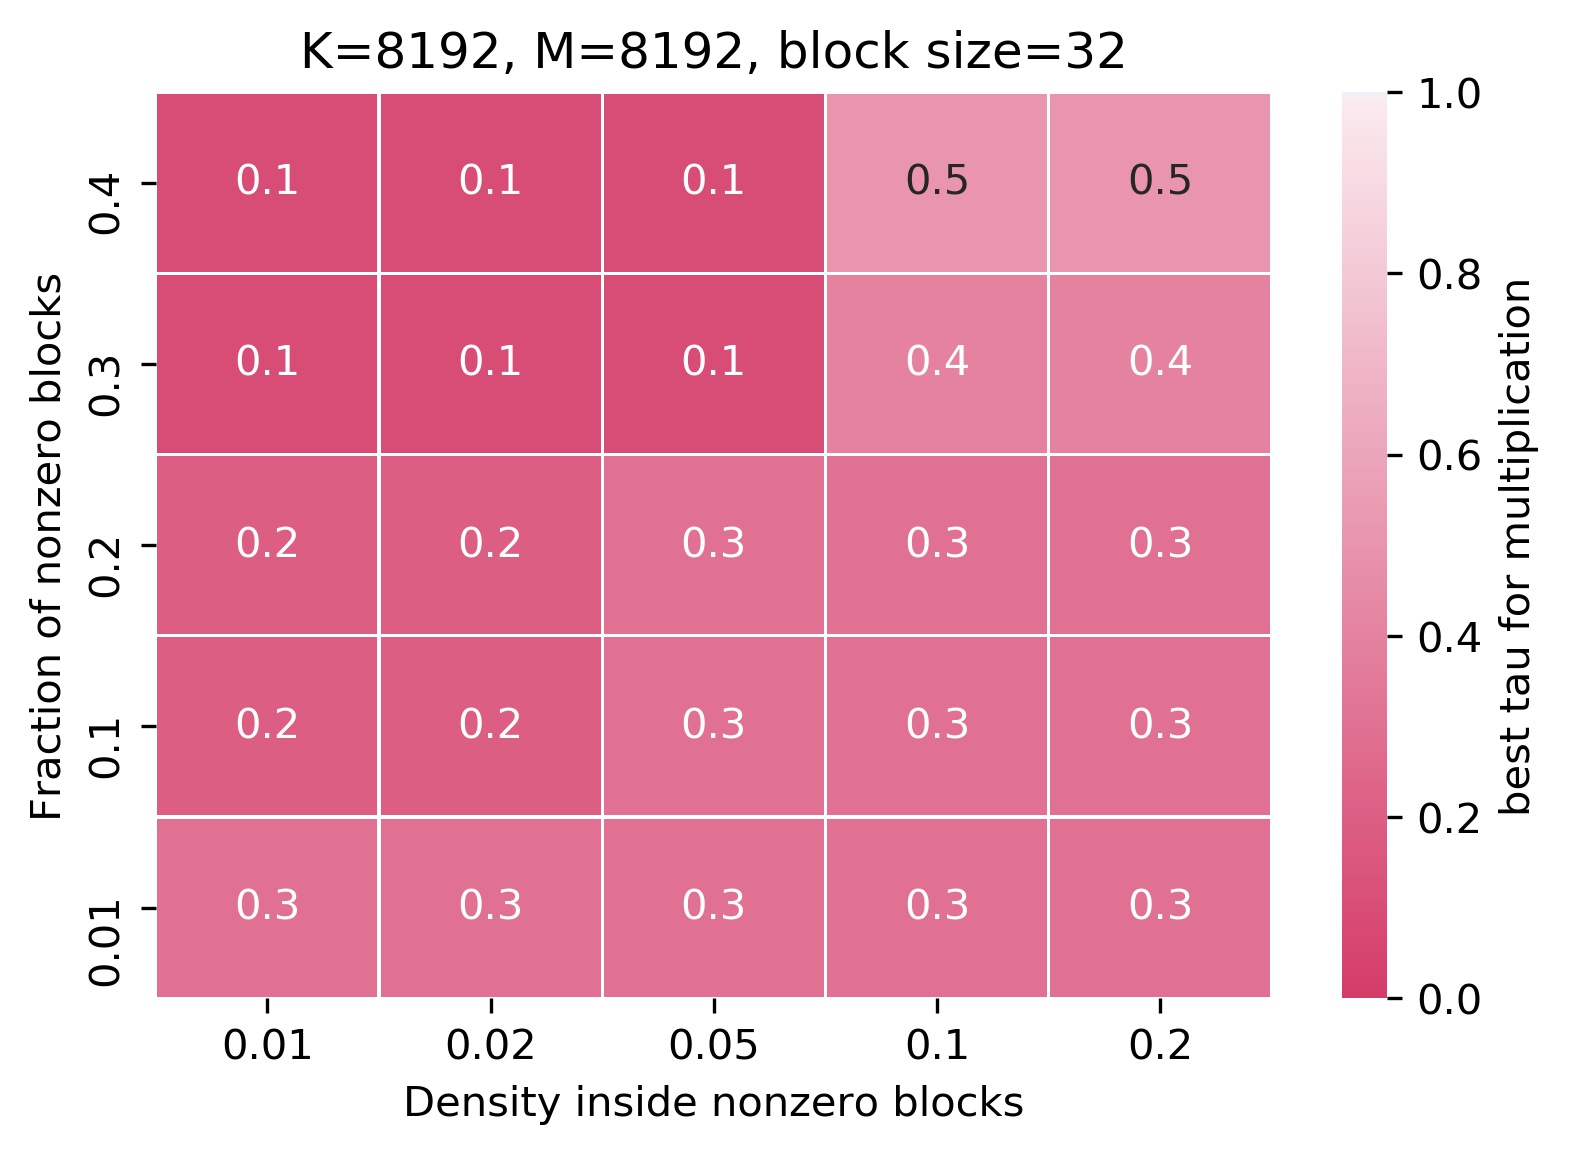 K=8192, M=8192, block size=32
Fraction of nonzero blocks
0.4 0.1 0.1 0.1 0.5 0.5
0.3 0.1 0.1 0.1 0.4 0.4
0.2 0.2 0.2 0.3 0.3 0.3
0.1 0.2 0.2 0.3 0.3 0.3
0.01 0.3 0.3 0.3 0.3 0.3
0.01 0.02 0.05 0.1 0.2
Density inside nonzero blocks
1.0
0.8
0.6
0.4
0.2
0.0
best tau for multiplication